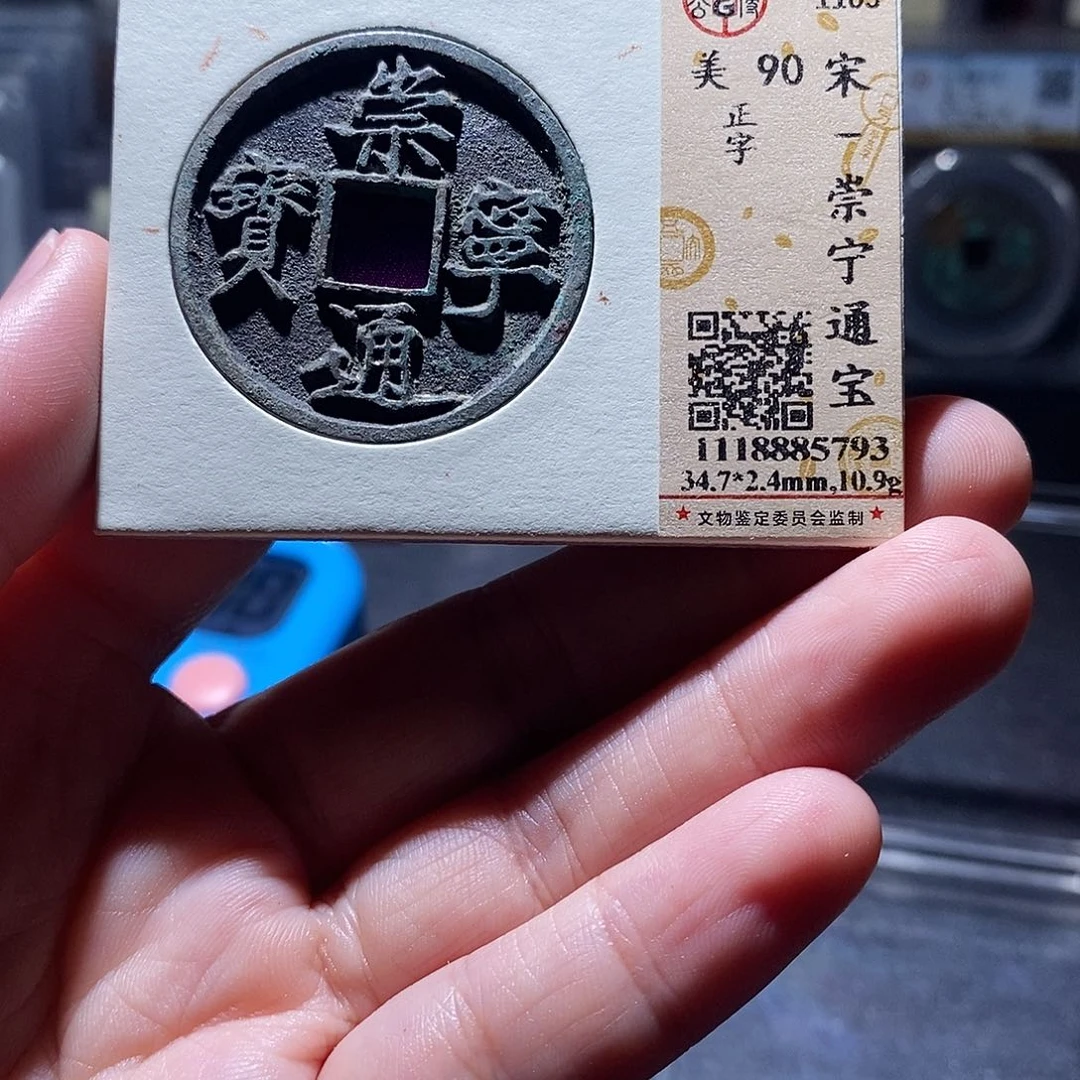 崇寧通寶
宋一崇宁通宝
美 90
正字
1118885793
34.7*2.4mm,10.9g
★文物鉴定委员会监制★